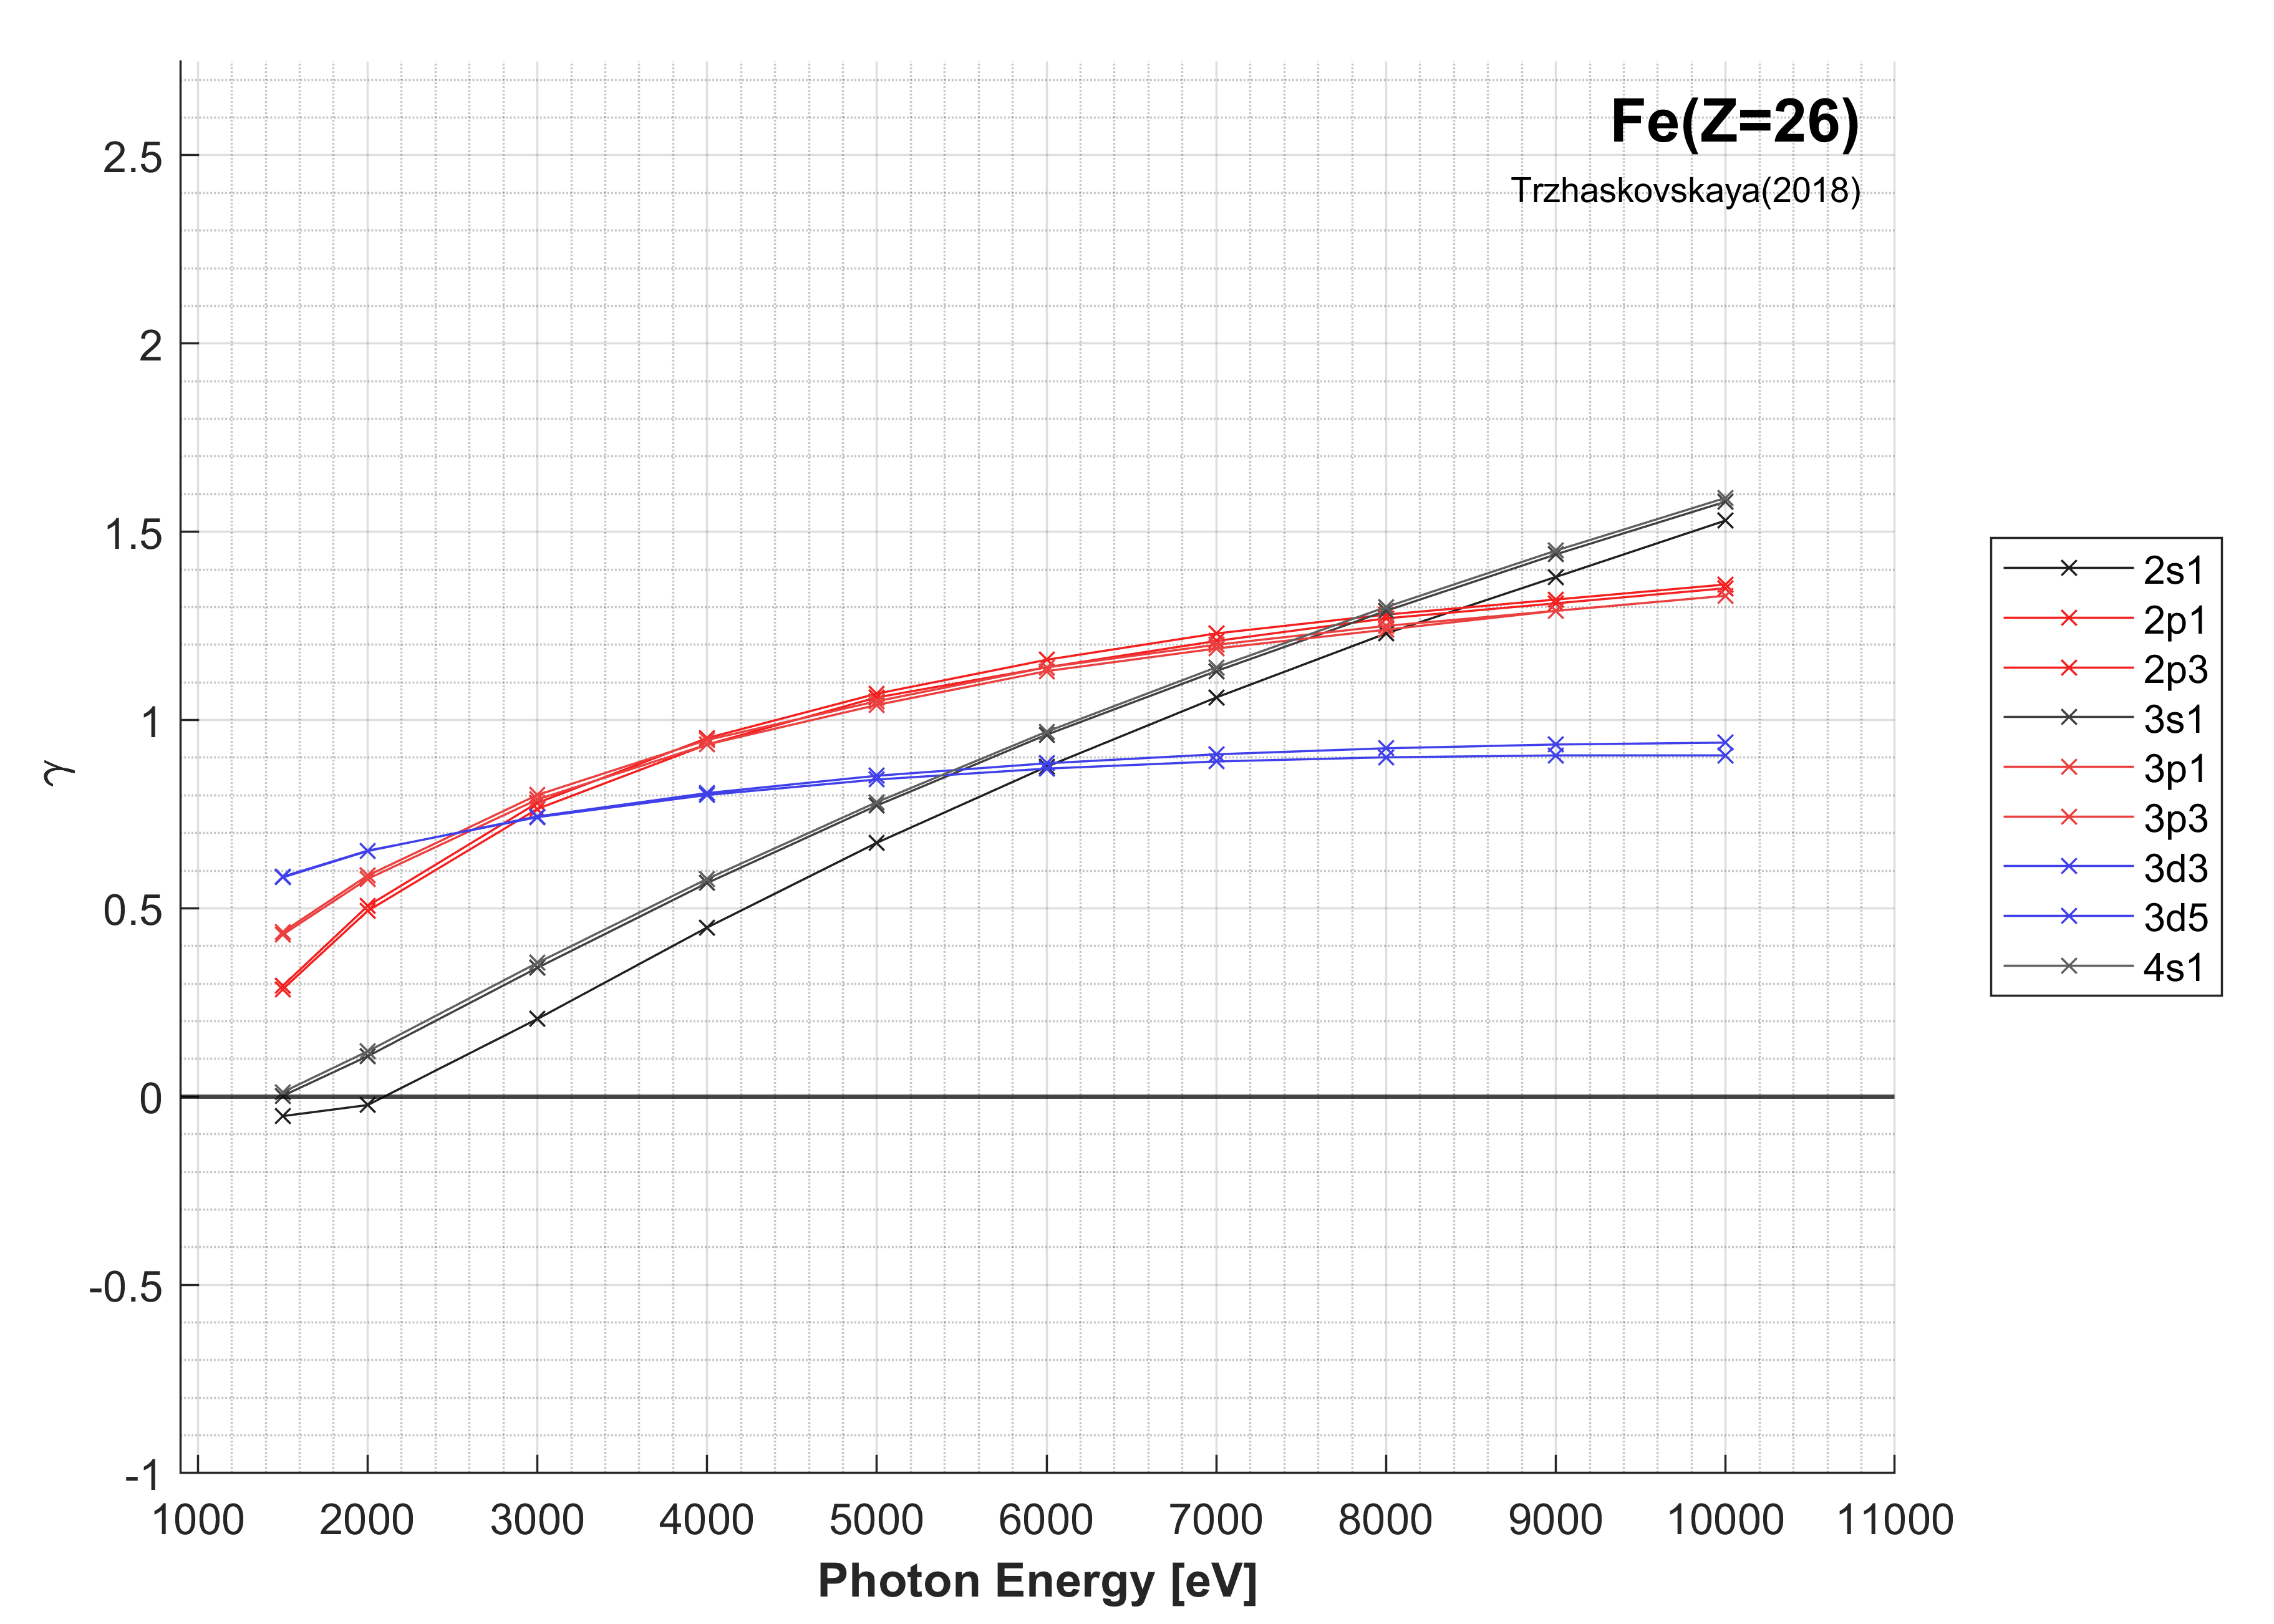 Fe(Z=26)
Trzhaskovskaya(2018)
2.5
2
1.5
1
0.5
0
-0.5
-1
γ
1000 2000 3000 4000 5000 6000 7000 8000 9000 10000 11000
Photon Energy [eV]
2s1
2p1
2p3
3s1
3p1
3p3
3d3
3d5
4s1